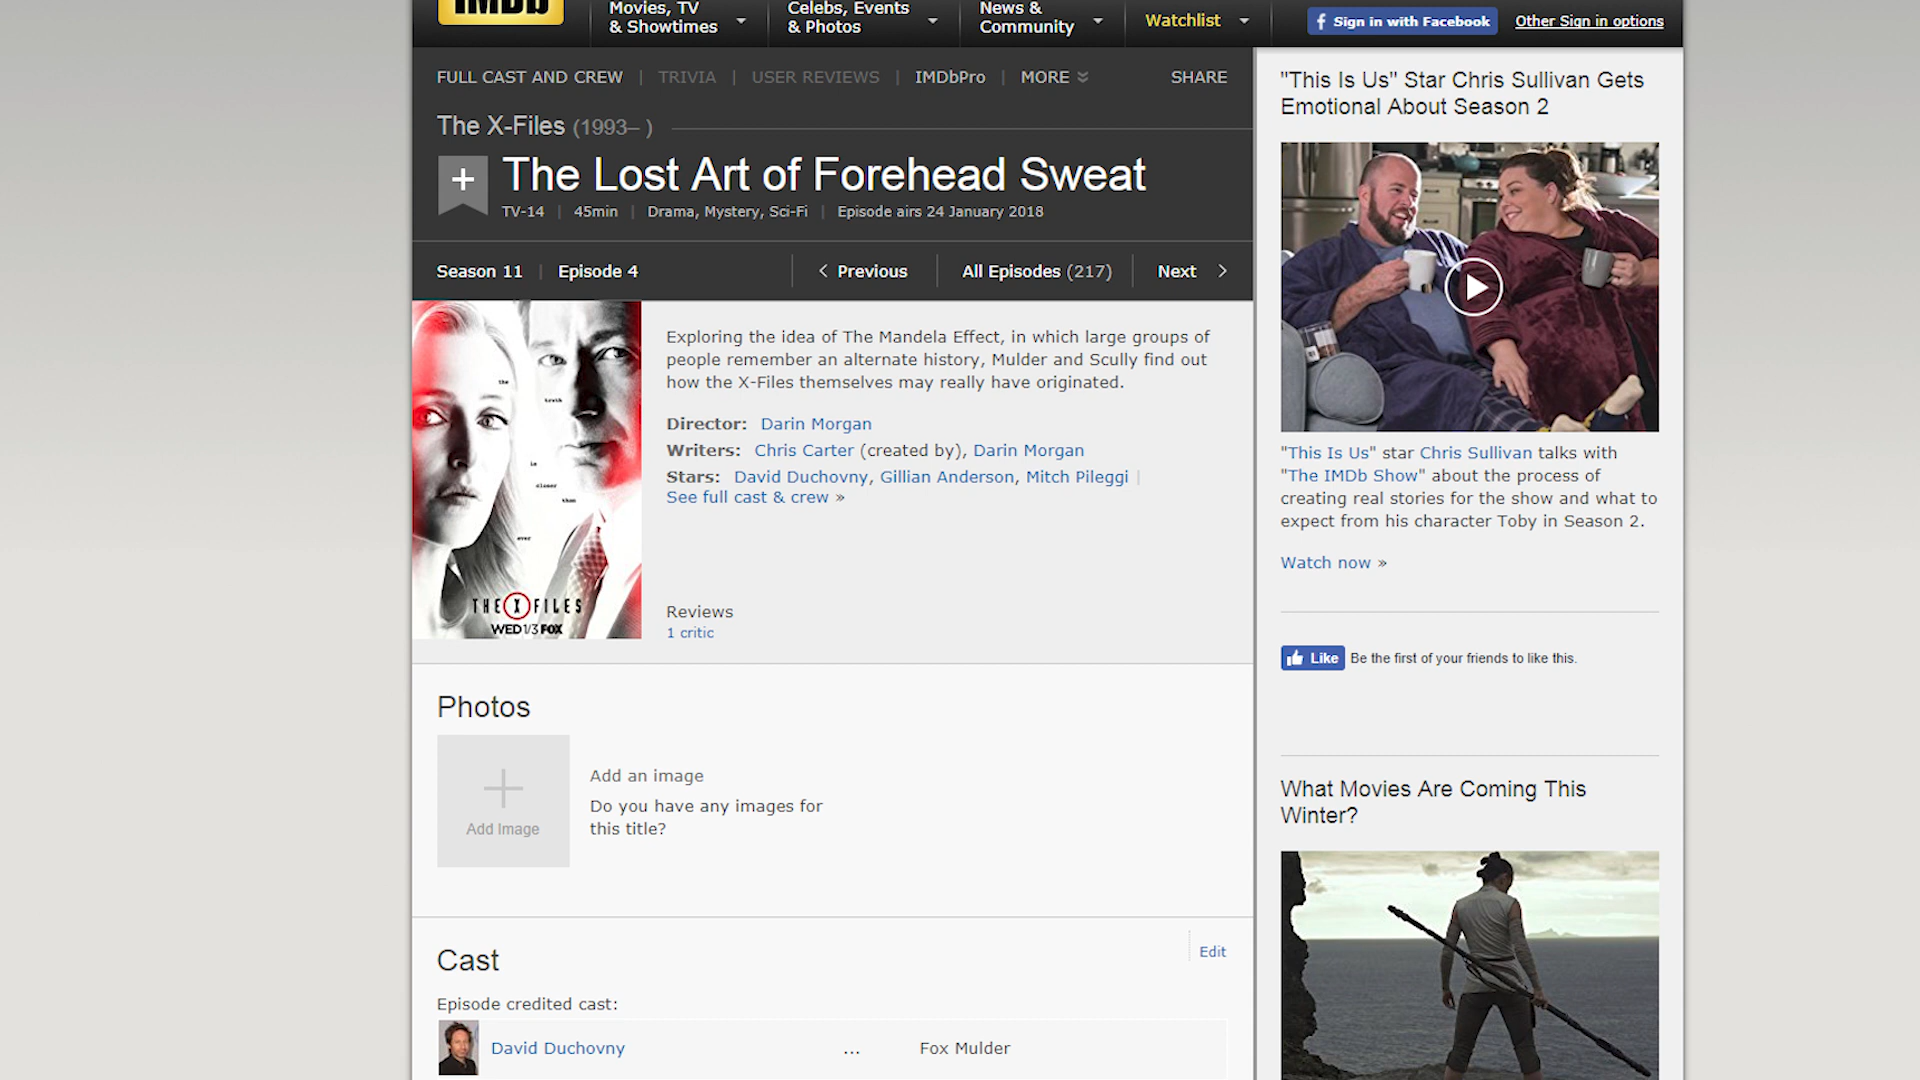 IMDb
Movies, TV
& Showtimes
Celebs, Events
& Photos
News &
Community
Watchlist
f Sign in with Facebook
Other Sign in options
FULL CAST AND CREW | TRIVIA | USER REVIEWS | IMDbPro | MORE
SHARE
The X-Files (1993– )
+ The Lost Art of Forehead Sweat
TV-14 | 45min | Drama, Mystery, Sci-Fi | Episode airs 24 January 2018
Season 11 | Episode 4
Previous
All Episodes (217)
Next
the
truth
is
closer
than
ever
THE X FILES
WED 1/3 FOX
Exploring the idea of The Mandela Effect, in which large groups of
people remember an alternate history, Mulder and Scully find out
how the X-Files themselves may really have originated.
Director: Darin Morgan
Writers: Chris Carter (created by), Darin Morgan
Stars: David Duchovny, Gillian Anderson, Mitch Pileggi |
See full cast & crew »
Reviews
1 critic
Photos
Add Image
Add an image
Do you have any images for
this title?
Cast
Edit
Episode credited cast:
David Duchovny ... Fox Mulder
"This Is Us" Star Chris Sullivan Gets
Emotional About Season 2
"This Is Us" star Chris Sullivan talks with
"The IMDb Show" about the process of
creating real stories for the show and what to
expect from his character Toby in Season 2.
Watch now »
Like Be the first of your friends to like this.
What Movies Are Coming This
Winter?